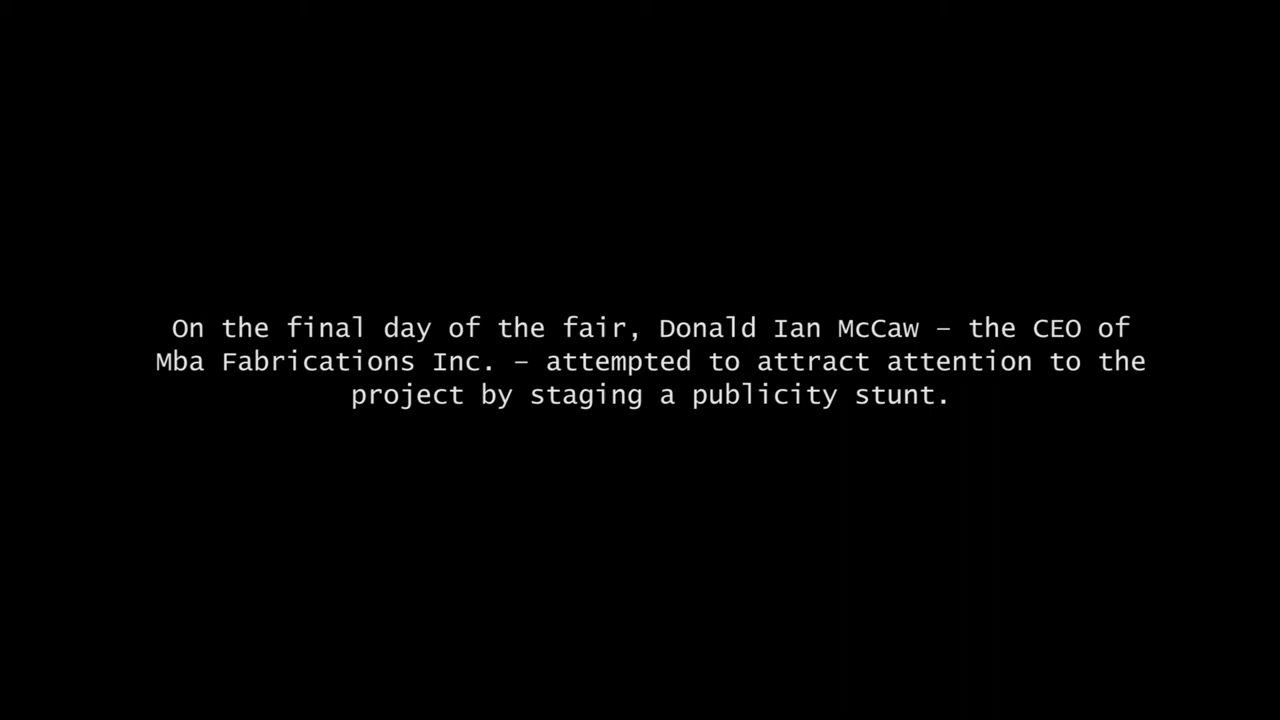 On the final day of the fair, Donald Ian McCaw – the CEO of
Mba Fabrications Inc. – attempted to attract attention to the
project by staging a publicity stunt.